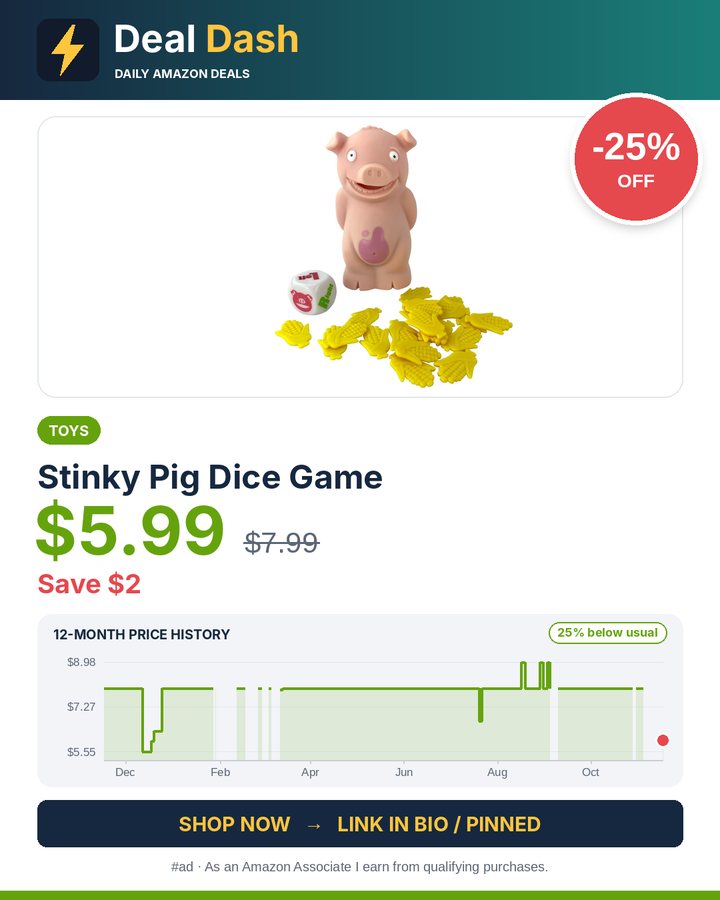 Deal Dash
DAILY AMAZON DEALS
-25%
OFF
TOYS
Stinky Pig Dice Game
$5.99 $7.99
Save $2
12-MONTH PRICE HISTORY
25% below usual
$8.98
$7.27
$5.55
Dec Feb Apr Jun Aug Oct
SHOP NOW → LINK IN BIO / PINNED
#ad · As an Amazon Associate I earn from qualifying purchases.